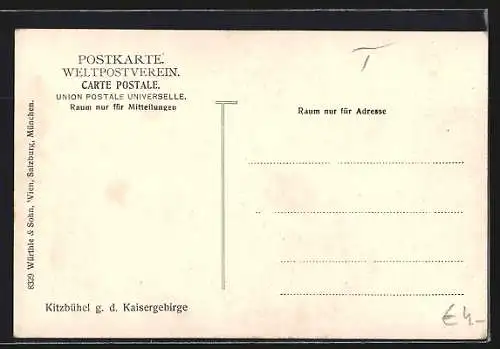 POSTKARTE.
WELTPOSTVEREIN.
CARTE POSTALE.
UNION POSTALE UNIVERSELLE.
Raum nur für Mitteilungen
Raum nur für Adresse
8329 Würthle & Sohn, Wien, Salzburg, München.
Kitzbühel g. d. Kaisergebirge
€4.-